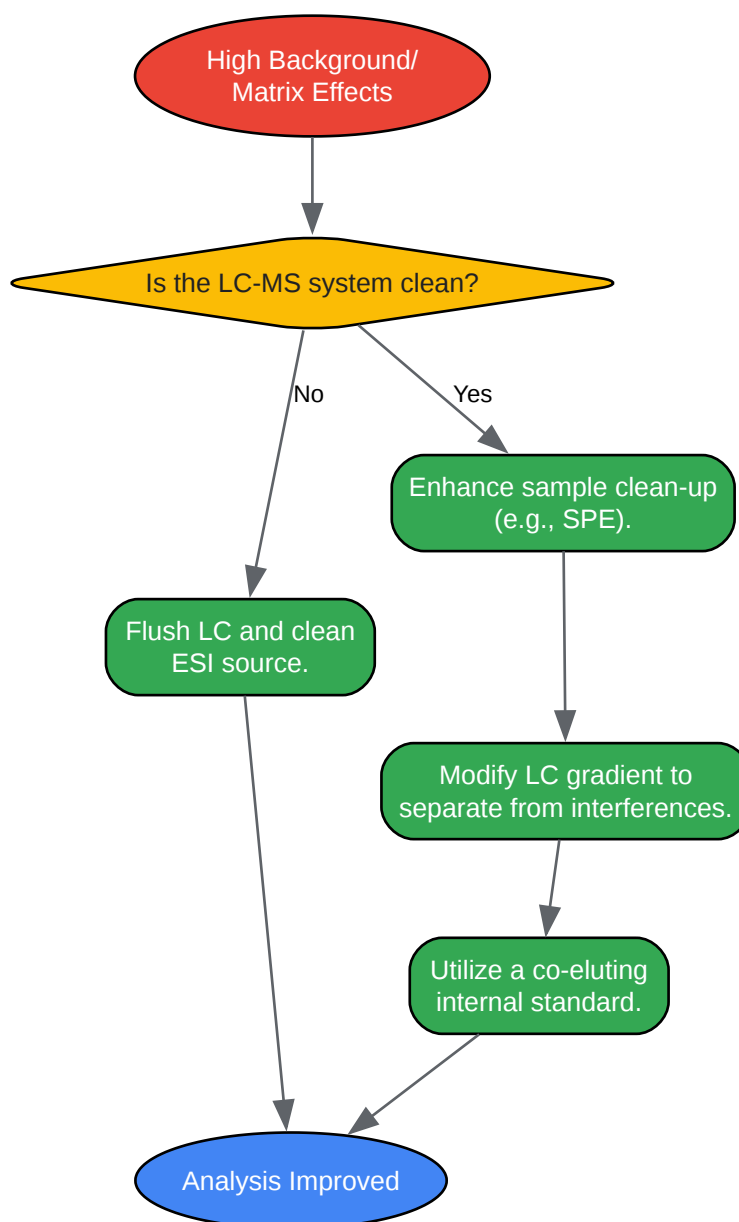 High Background/
Matrix Effects
Is the LC-MS system clean?
No
Yes
Enhance sample clean-up
(e.g., SPE).
Flush LC and clean
ESI source.
Modify LC gradient to
separate from interferences.
Utilize a co-eluting
internal standard.
Analysis Improved